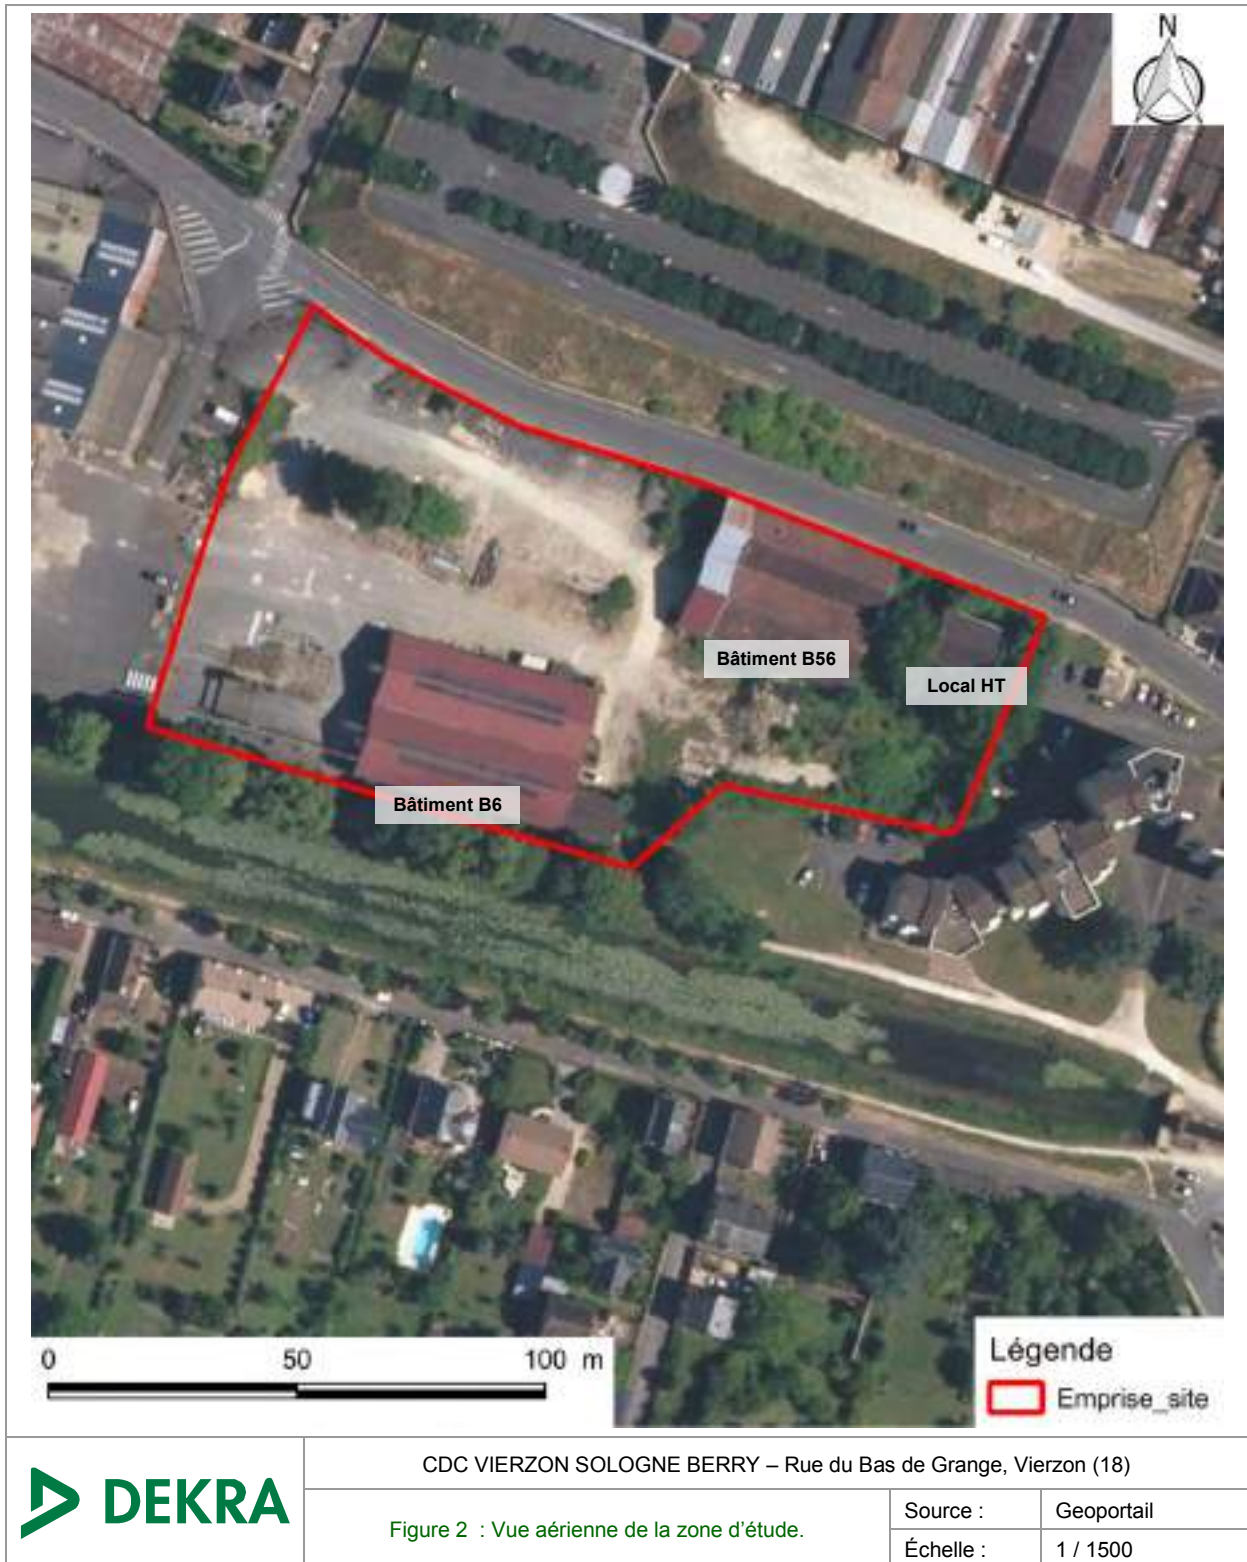 N
Bâtiment B56
Local HT
Bâtiment B6
0 50 100 m
Légende
Emprise_site
DEKRA
CDC VIERZON SOLOGNE BERRY – Rue du Bas de Grange, Vierzon (18)
Figure 2 : Vue aérienne de la zone d'étude.
Source : Geoportail
Échelle : 1 / 1500